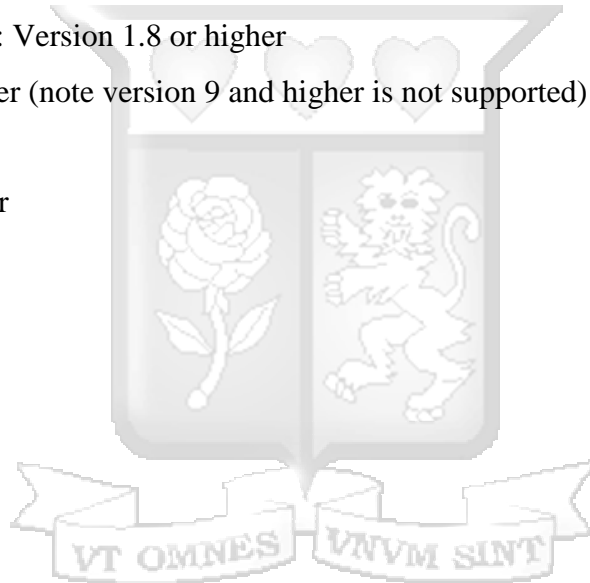 : Version 1.8 or higher
er (note version 9 and higher is not supported)
r
VT OMNES VNVM SINT